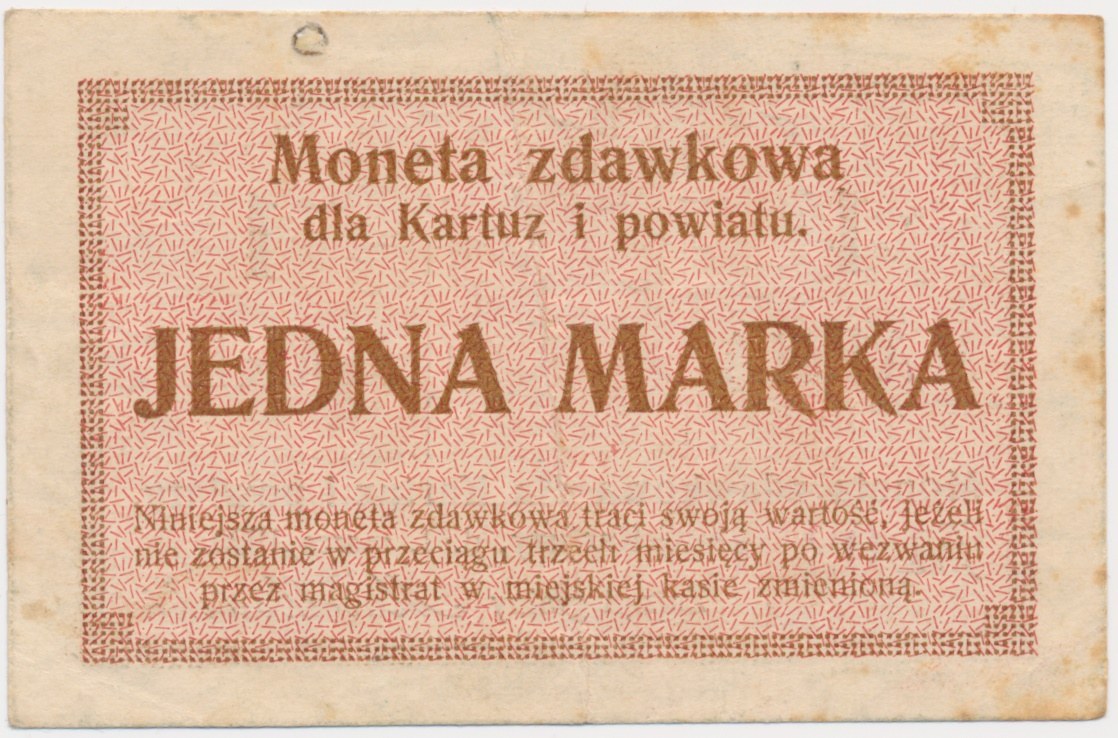 Moneta zdawkowa
dla Kartuz i powiatu.
JEDNA MARKA
Niniejsza moneta zdawkowa traci swoją wartość, jeżeli
nie zostanie w przeciągu trzech miesięcy po wezwaniu
przez magistrat w miejskiej kasie zmienioną.